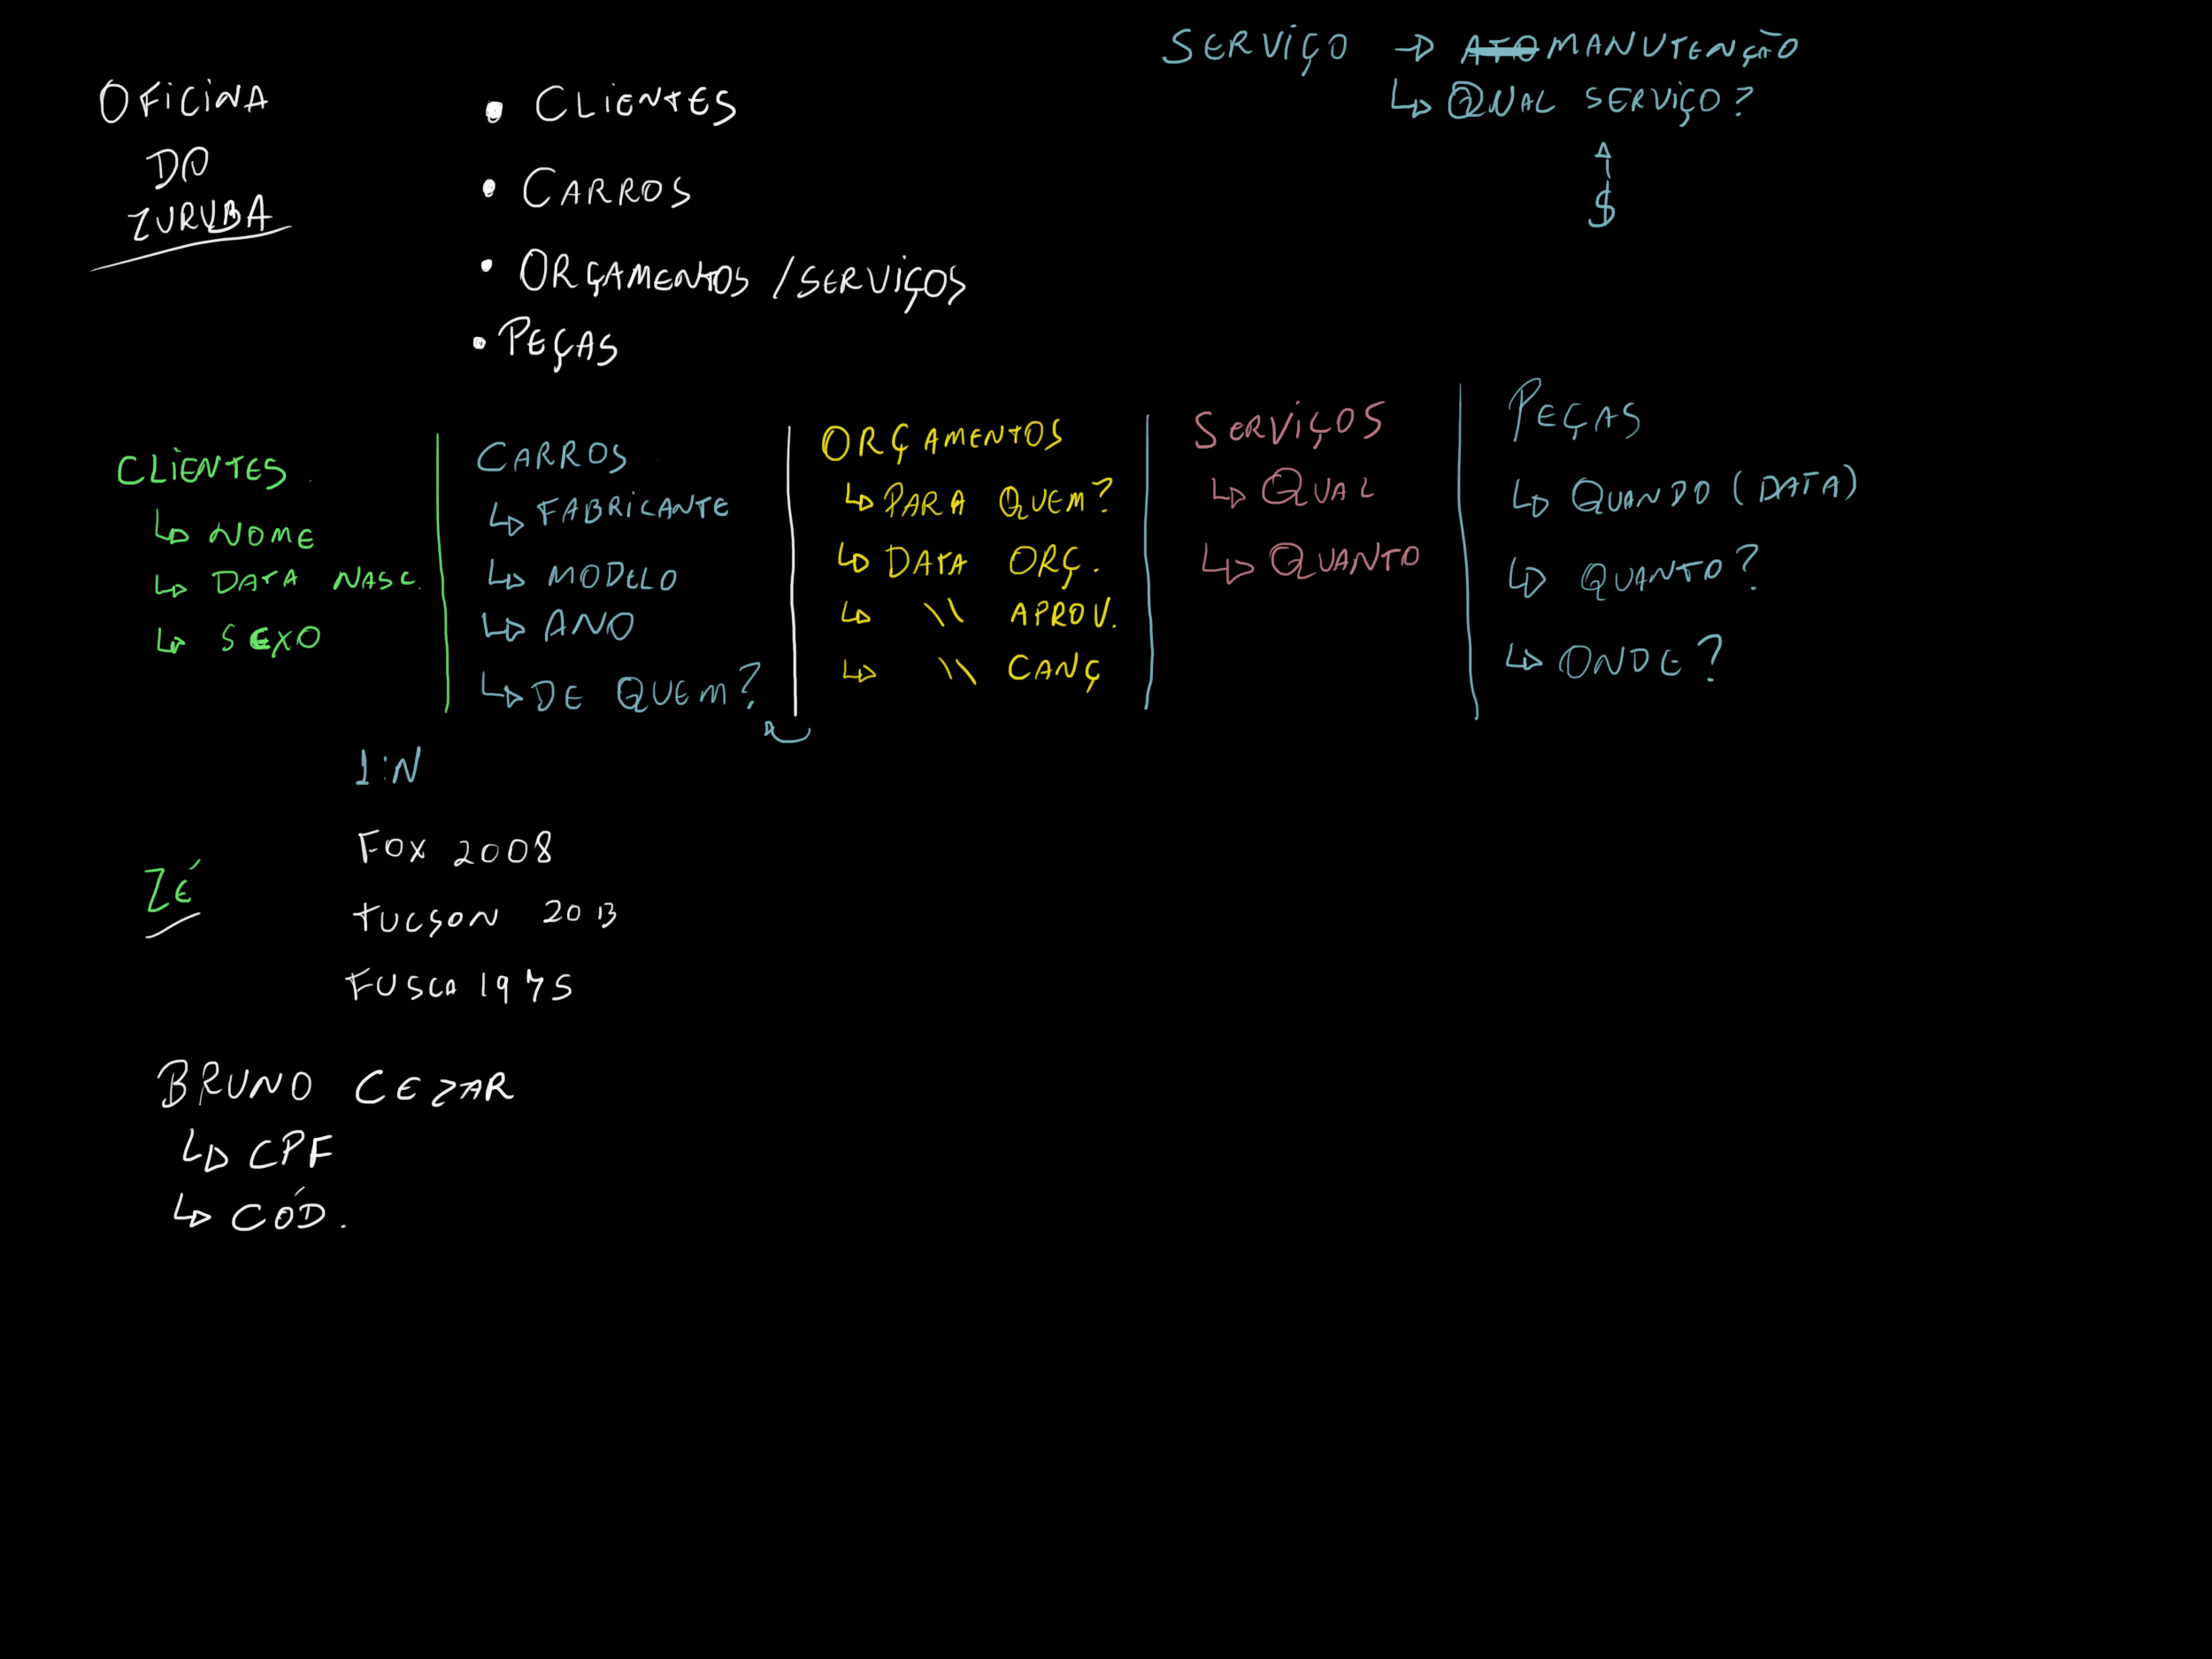 OFICINA
DO
ZURUBA
• CLIENTES
• CARROS
• ORÇAMENTOS / SERVIÇOS
• PEÇAS
SERVIÇO → MANUTENÇÃO
↳ QUAL SERVIÇO?
↑
$
CLIENTES
↳ NOME
↳ DATA NASC.
↳ SEXO
CARROS
↳ FABRICANTE
↳ MODELO
↳ ANO
↳ DE QUEM?
ORÇAMENTOS
↳ PARA QUEM?
↳ DATA ORÇ.
↳ \\ APROV.
↳ \\ CANÇ
SERVIÇOS
↳ QUAL
↳ QUANTO
PEÇAS
↳ QUANDO (DATA)
↳ QUANTO?
↳ ONDE?
1:N
ZÉ
FOX 2008
TUCSON 2013
FUSCA 1975
BRUNO CEZAR
↳ CPF
↳ CÓD.